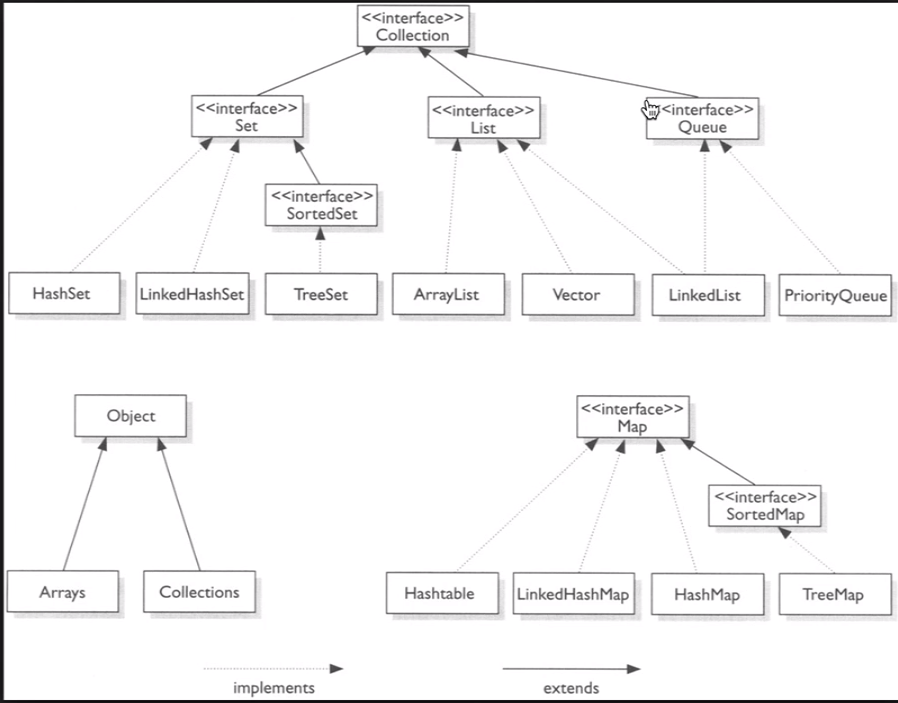 <<interface>>
Collection
<<interface>>
Set
<<interface>>
List
<<interface>>
Queue
<<interface>>
SortedSet
HashSet
LinkedHashSet
TreeSet
ArrayList
Vector
LinkedList
PriorityQueue
Object
<<interface>>
Map
<<interface>>
SortedMap
Arrays
Collections
Hashtable
LinkedHashMap
HashMap
TreeMap
implements
extends